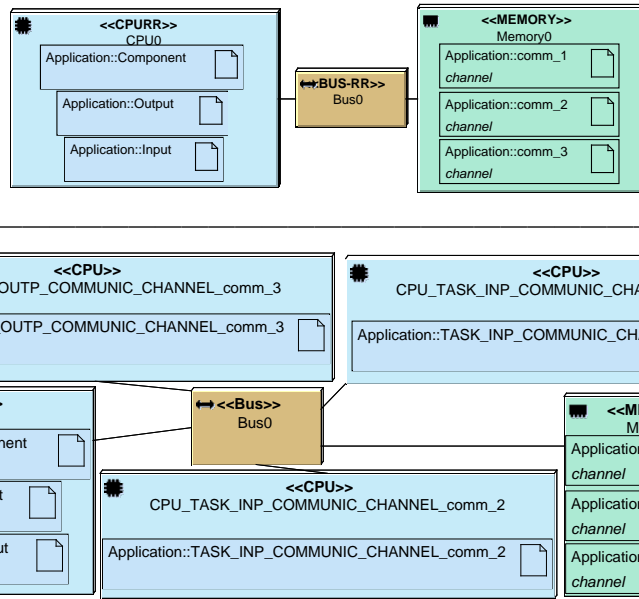 <<CPURR>>
CPU0
Application::Component
Application::Output
Application::Input
BUS-RR>>
Bus0
<<MEMORY>>
Memory0
Application::comm_1
channel
Application::comm_2
channel
Application::comm_3
channel
<<CPU>>
OUTP_COMMUNIC_CHANNEL_comm_3
_OUTP_COMMUNIC_CHANNEL_comm_3
<<CPU>>
CPU_TASK_INP_COMMUNIC_CHA
Application::TASK_INP_COMMUNIC_CHA
>
nent
t
ut
<<Bus>>
Bus0
<<CPU>>
CPU_TASK_INP_COMMUNIC_CHANNEL_comm_2
Application::TASK_INP_COMMUNIC_CHANNEL_comm_2
<<M
M
Application
channel
Application
channel
Application
channel